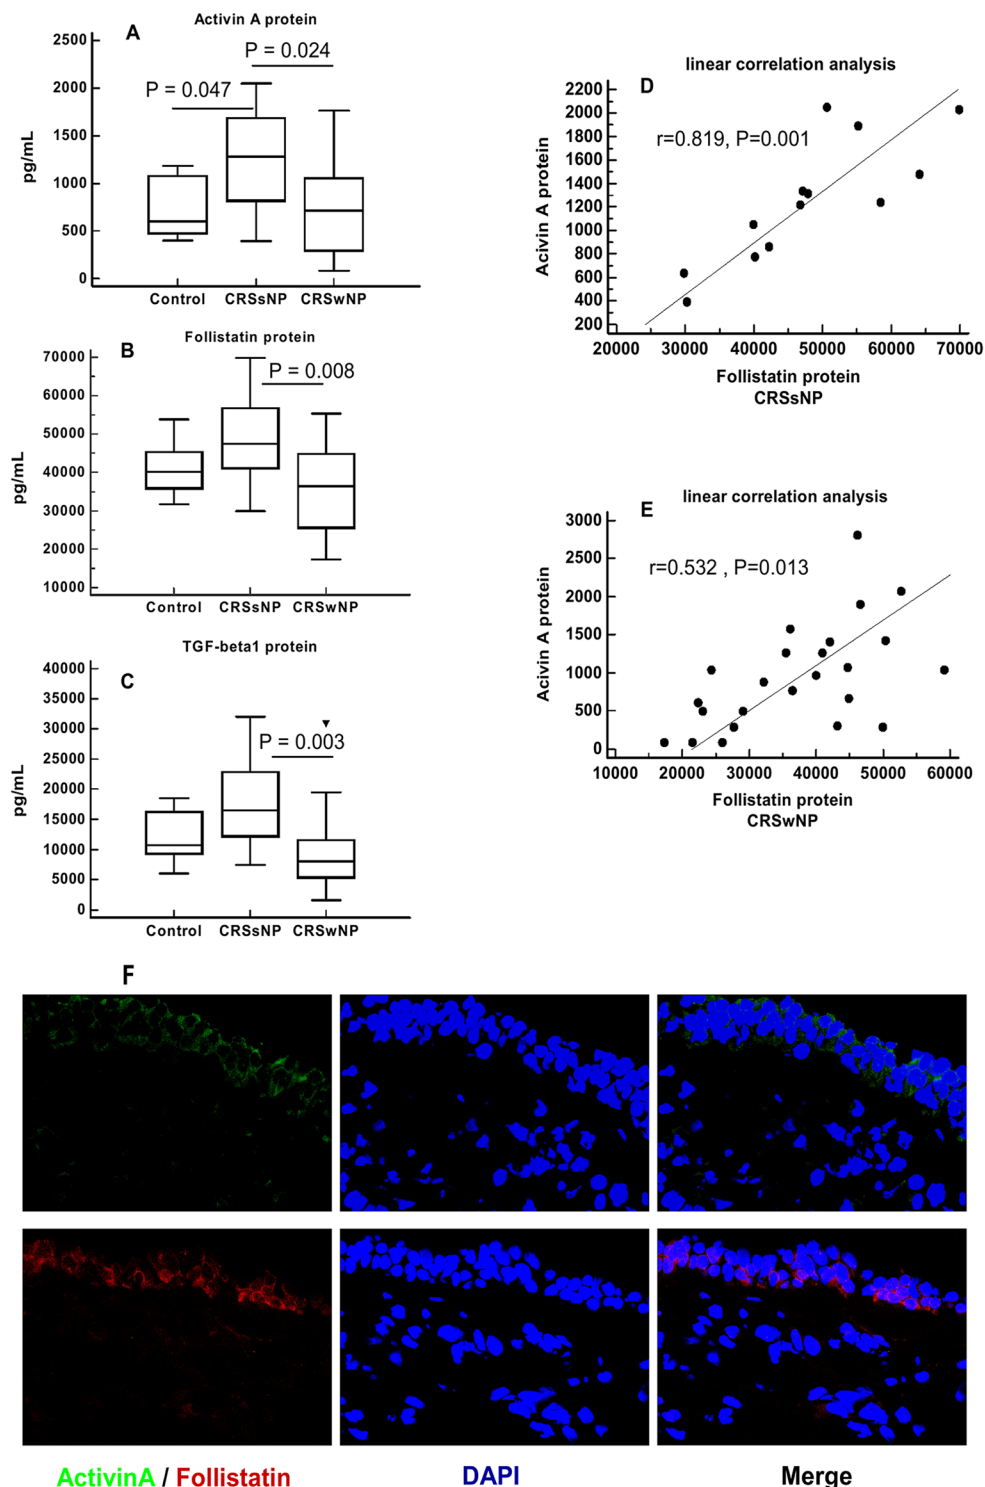 Activin A protein
A
P = 0.024
P = 0.047
pg/mL
2500
2000
1500
1000
500
0
Control CRSsNP CRSwNP
Follistatin protein
B
P = 0.008
pg/mL
70000
60000
50000
40000
30000
20000
10000
Control CRSsNP CRSwNP
TGF-beta1 protein
C
P = 0.003
pg/mL
40000
35000
30000
25000
20000
15000
10000
5000
0
Control CRSsNP CRSwNP
linear correlation analysis
D
r=0.819, P=0.001
Acivin A protein
2200
2000
1800
1600
1400
1200
1000
800
600
400
200
20000 30000 40000 50000 60000 70000
Follistatin protein
CRSsNP
linear correlation analysis
E
r=0.532 , P=0.013
Acivin A protein
3000
2500
2000
1500
1000
500
0
10000 20000 30000 40000 50000 60000
Follistatin protein
CRSwNP
F
ActivinA / Follistatin DAPI Merge